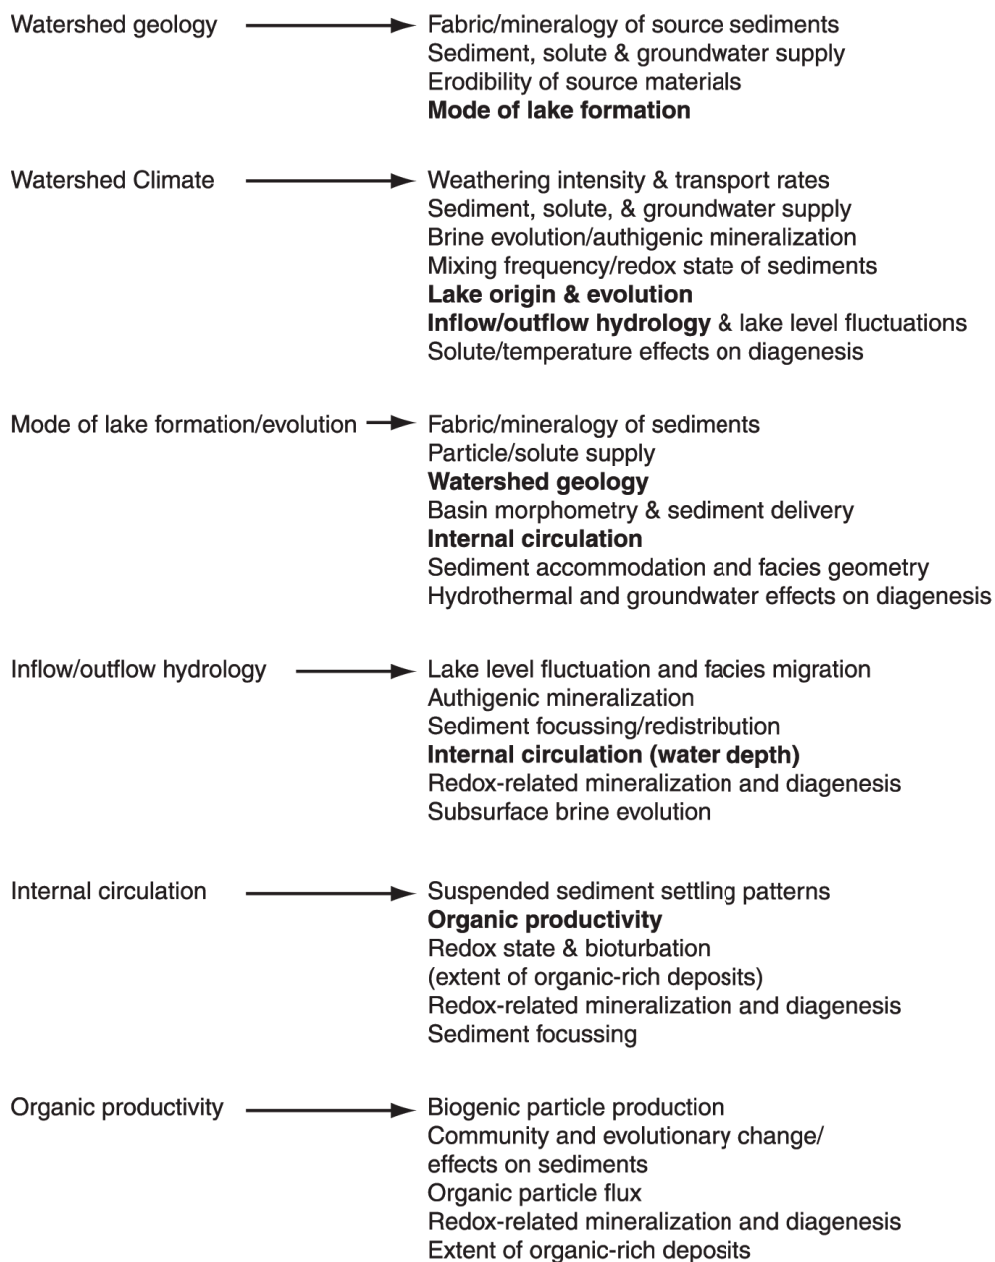 Watershed geology
Fabric/mineralogy of source sediments
Sediment, solute & groundwater supply
Erodibility of source materials
Mode of lake formation
Watershed Climate
Weathering intensity & transport rates
Sediment, solute, & groundwater supply
Brine evolution/authigenic mineralization
Mixing frequency/redox state of sediments
Lake origin & evolution
Inflow/outflow hydrology & lake level fluctuations
Solute/temperature effects on diagenesis
Mode of lake formation/evolution
Fabric/mineralogy of sediments
Particle/solute supply
Watershed geology
Basin morphometry & sediment delivery
Internal circulation
Sediment accommodation and facies geometry
Hydrothermal and groundwater effects on diagenesis
Inflow/outflow hydrology
Lake level fluctuation and facies migration
Authigenic mineralization
Sediment focussing/redistribution
Internal circulation (water depth)
Redox-related mineralization and diagenesis
Subsurface brine evolution
Internal circulation
Suspended sediment settling patterns
Organic productivity
Redox state & bioturbation
(extent of organic-rich deposits)
Redox-related mineralization and diagenesis
Sediment focussing
Organic productivity
Biogenic particle production
Community and evolutionary change/
effects on sediments
Organic particle flux
Redox-related mineralization and diagenesis
Extent of organic-rich deposits